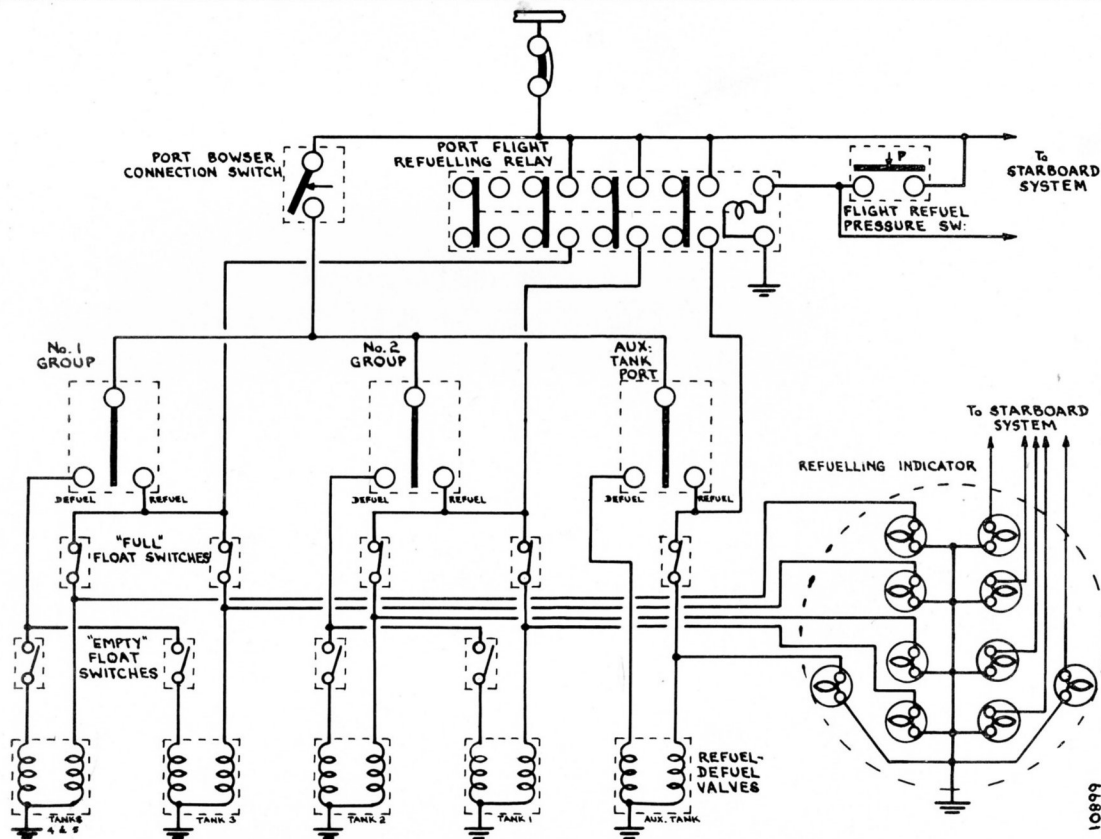 PORT BOWSER
CONNECTION SWITCH
PORT FLIGHT
REFUELLING RELAY
P
FLIGHT REFUEL
PRESSURE SW:
To
STARBOARD
SYSTEM
No. 1
GROUP
No. 2
GROUP
AUX:
TANK
PORT
DEFUEL
REFUEL
DEFUEL
REFUEL
DEFUEL
REFUEL
To STARBOARD
SYSTEM
REFUELLING INDICATOR
"FULL"
FLOAT SWITCHES
"EMPTY"
FLOAT
SWITCHES
REFUEL-
DEFUEL
VALVES
TANKS
4 & 5
TANK 3
TANK 2
TANK 1
AUX. TANK
10899